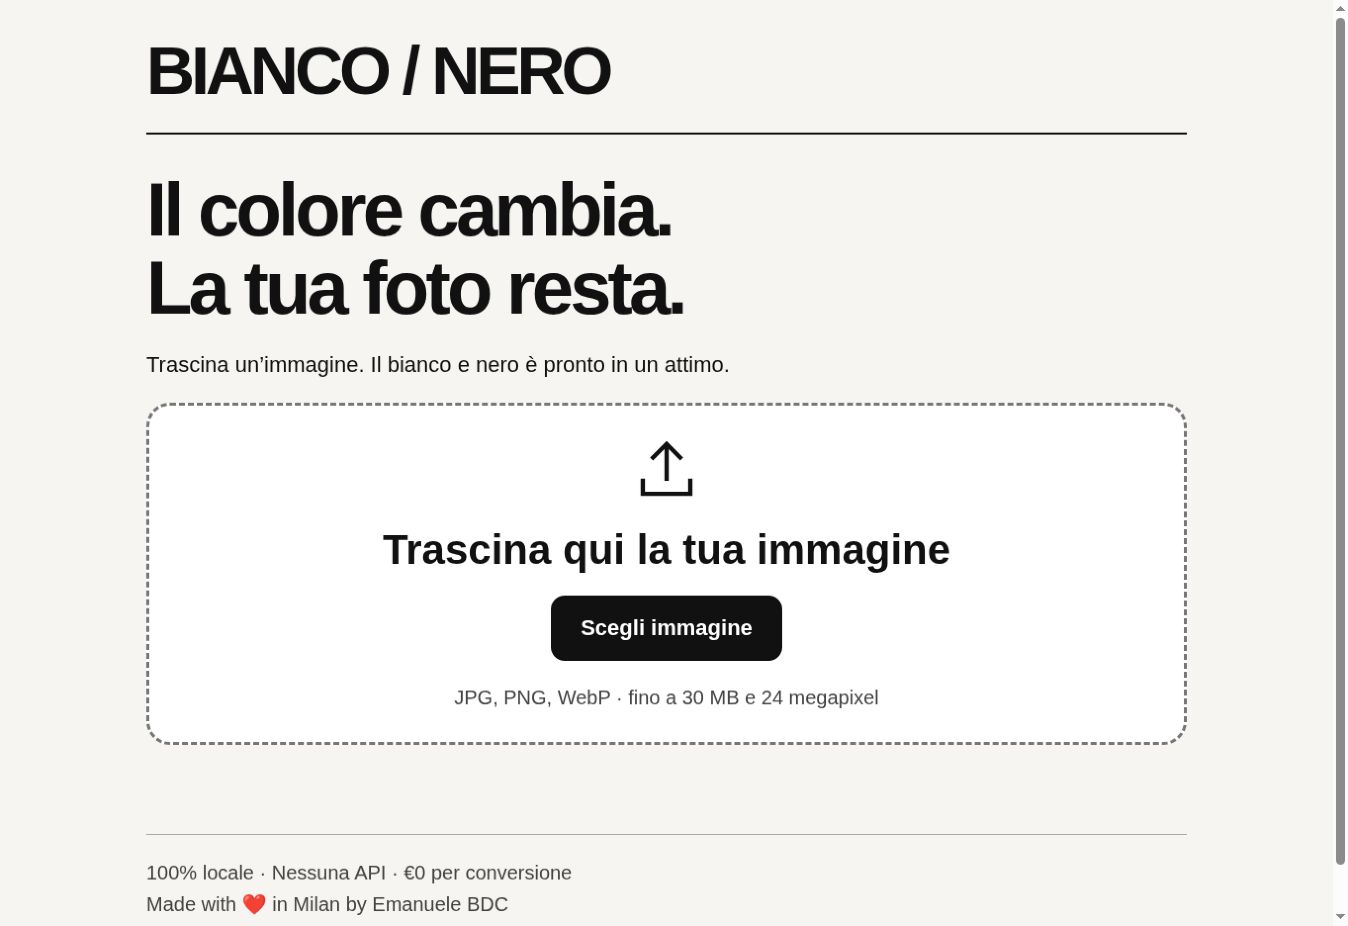 BIANCO / NERO
Il colore cambia.
La tua foto resta.
Trascina un’immagine. Il bianco e nero è pronto in un attimo.
Trascina qui la tua immagine
Scegli immagine
JPG, PNG, WebP · fino a 30 MB e 24 megapixel
100% locale · Nessuna API · €0 per conversione
Made with ❤️ in Milan by Emanuele BDC